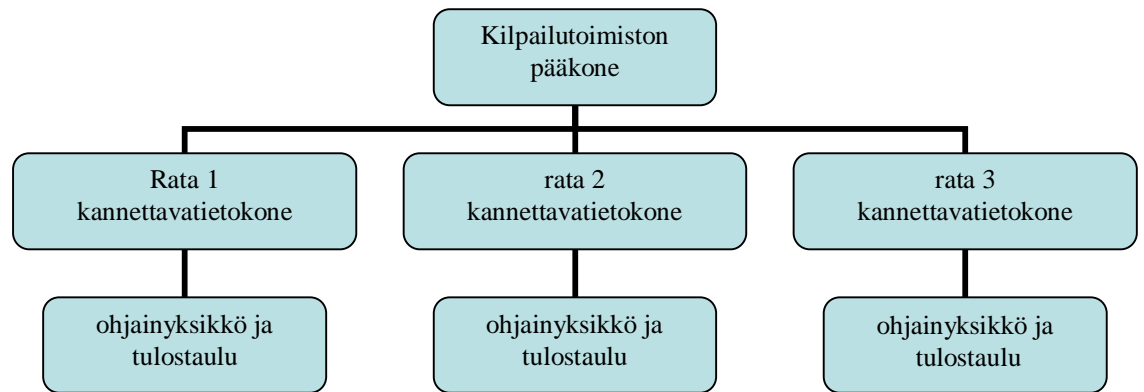 Kilpailutoimiston
pääkone
Rata 1
kannettavatietokone
rata 2
kannettavatietokone
rata 3
kannettavatietokone
ohjainyksikkö ja
tulostaulu
ohjainyksikkö ja
tulostaulu
ohjainyksikkö ja
tulostaulu